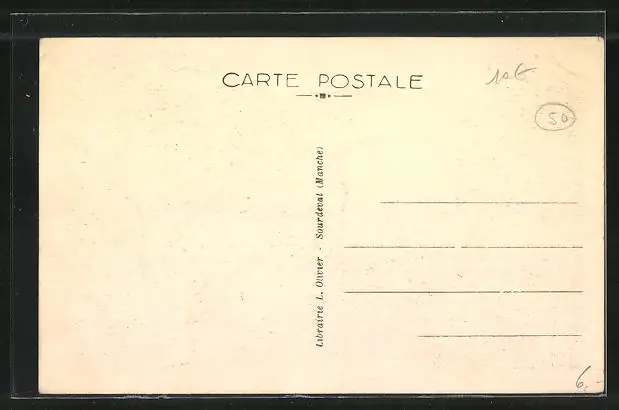 CARTE POSTALE
10€
50
Librairie L. Olivier - Sourdeval (Manche)
6,-